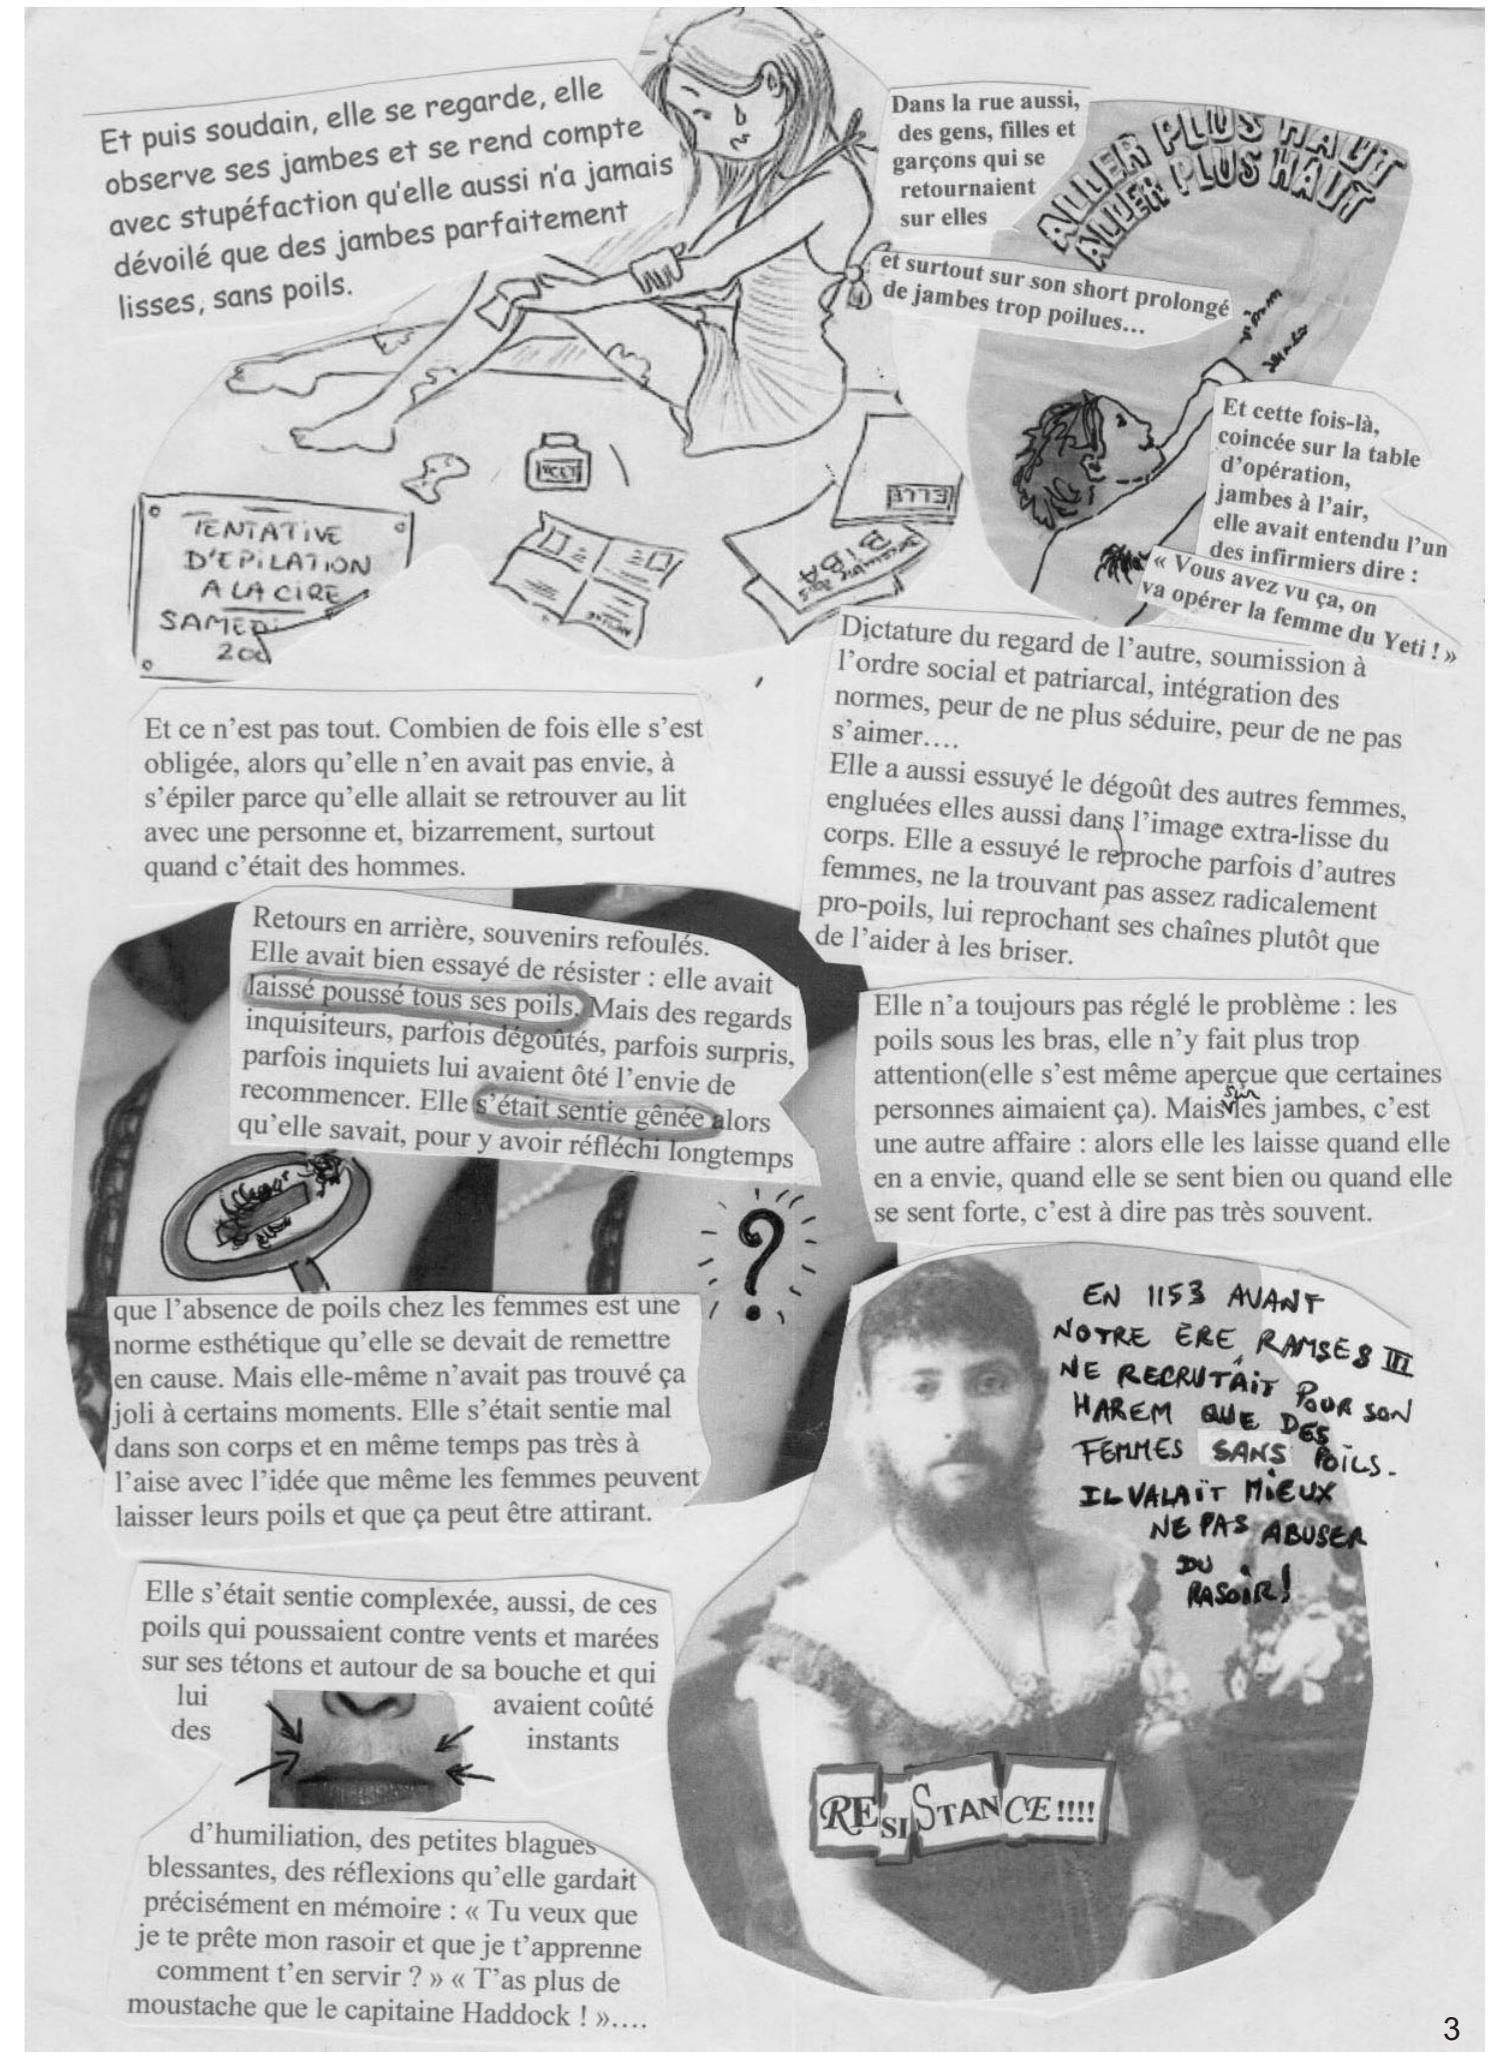 Et puis soudain, elle se regarde, elle
observe ses jambes et se rend compte
avec stupéfaction qu'elle aussi n'a jamais
dévoilé que des jambes parfaitement
lisses, sans poils.
TENTATIVE
D'EPILATION
A LA CIRE
SAMEDI
200
ELLE
BIBA
Et ce n'est pas tout. Combien de fois elle s'est
obligée, alors qu'elle n'en avait pas envie, à
s'épiler parce qu'elle allait se retrouver au lit
avec une personne et, bizarrement, surtout
quand c'était des hommes.
Retours en arrière, souvenirs refoulés.
Elle avait bien essayé de résister : elle avait
laissé poussé tous ses poils. Mais des regards
inquisiteurs, parfois dégoûtés, parfois surpris,
parfois inquiets lui avaient ôté l'envie de
recommencer. Elle s'était sentie gênée alors
qu'elle savait, pour y avoir réfléchi longtemps
?
que l'absence de poils chez les femmes est une
norme esthétique qu'elle se devait de remettre
en cause. Mais elle-même n'avait pas trouvé ça
joli à certains moments. Elle s'était sentie mal
dans son corps et en même temps pas très à
l'aise avec l'idée que même les femmes peuvent
laisser leurs poils et que ça peut être attirant.
Elle s'était sentie complexée, aussi, de ces
poils qui poussaient contre vents et marées
sur ses tétons et autour de sa bouche et qui
lui avaient coûté
des instants
d'humiliation, des petites blagues
blessantes, des réflexions qu'elle gardait
précisément en mémoire : « Tu veux que
je te prête mon rasoir et que je t'apprenne
comment t'en servir ? » « T'as plus de
moustache que le capitaine Haddock ! »….
Dans la rue aussi,
des gens, filles et
garçons qui se
retournaient
sur elles
ALLER PLUS HAUT
ALLER PLUS HAUT
et surtout sur son short prolongé
de jambes trop poilues…
Et cette fois-là,
coincée sur la table
d'opération,
jambes à l'air,
elle avait entendu l'un
des infirmiers dire :
« Vous avez vu ça, on
va opérer la femme du Yeti ! »
Dictature du regard de l'autre, soumission à
l'ordre social et patriarcal, intégration des
normes, peur de ne plus séduire, peur de ne pas
s'aimer….
Elle a aussi essuyé le dégoût des autres femmes,
engluées elles aussi dans l'image extra-lisse du
corps. Elle a essuyé le reproche parfois d'autres
femmes, ne la trouvant pas assez radicalement
pro-poils, lui reprochant ses chaînes plutôt que
de l'aider à les briser.
Elle n'a toujours pas réglé le problème : les
poils sous les bras, elle n'y fait plus trop
attention(elle s'est même aperçue que certaines
personnes aimaient ça). Mais sur les jambes, c'est
une autre affaire : alors elle les laisse quand elle
en a envie, quand elle se sent bien ou quand elle
se sent forte, c'est à dire pas très souvent.
EN 1153 AVANT
NOTRE ÈRE, RAMSES III
NE RECRUTAIT POUR SON
HAREM QUE DES
FEMMES SANS POILS.
IL VALAIT MIEUX
NE PAS ABUSER
DU
RASOIR!
RESISTANCE!!!!
3